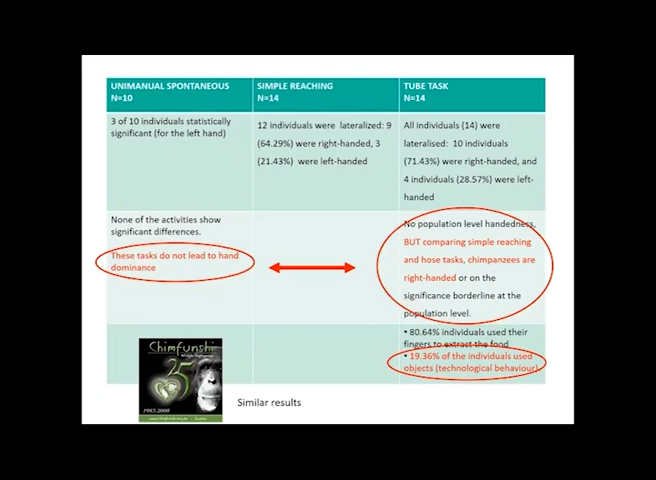 UNIMANUAL SPONTANEOUS
N=10
SIMPLE REACHING
N=14
TUBE TASK
N=14
3 of 10 individuals statistically
significant (for the left hand)
12 individuals were lateralized: 9
(64.29%) were right-handed, 3
(21.43%) were left-handed
All individuals (14) were
lateralised: 10 individuals
(71.43%) were right-handed, and
4 individuals (28.57%) were left-
handed
None of the activities show
significant differences.
These tasks do not lead to hand
dominance
No population level handedness,
BUT comparing simple reaching
and hose tasks, chimpanzees are
right-handed or on the
significance borderline at the
population level.
• 80.64% individuals used their
fingers to extract the food
• 19.36% of the individuals used
objects (technological behaviour).
Chimfunshi
25
Similar results